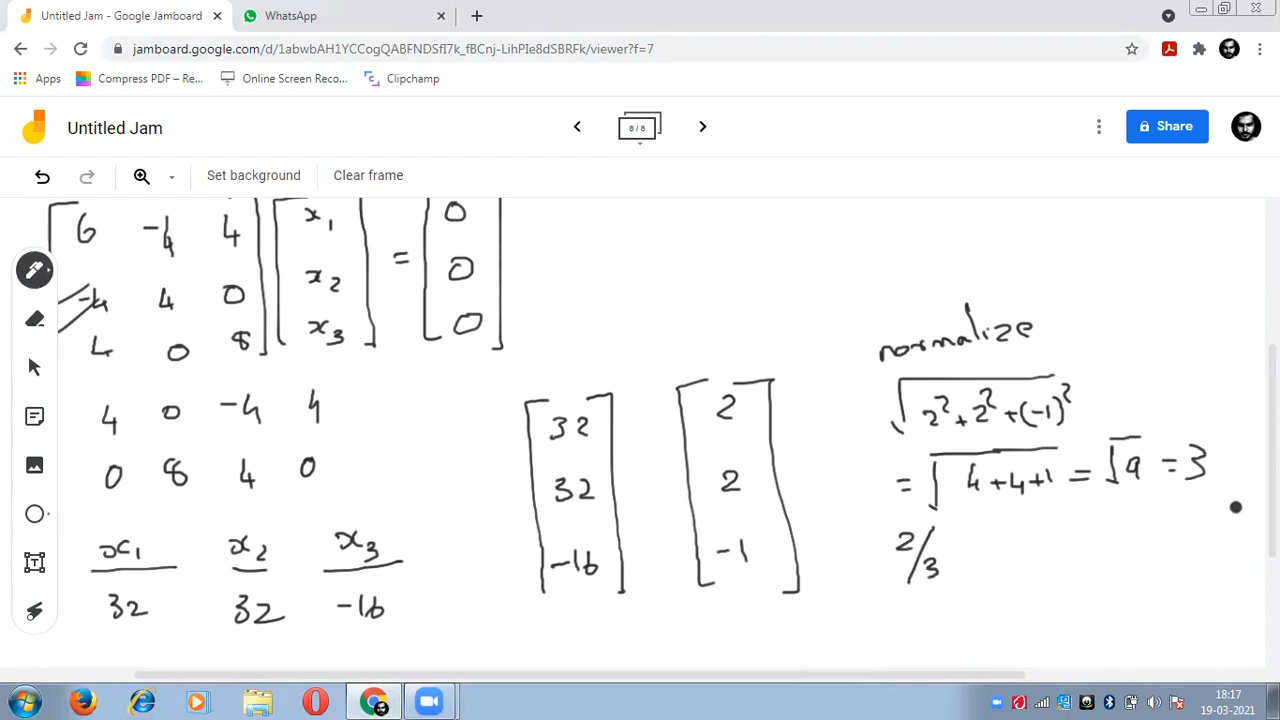 Untitled Jam - Google Jamboard
WhatsApp
jamboard.google.com/d/1abwbAH1YCCogQABFNDSfI7k_fBCnj-LihPIe8dSBRFk/viewer?f=7
Apps Compress PDF – Re... Online Screen Reco... Clipchamp
Untitled Jam
8 / 8
Share
Set background Clear frame
6 -4 4 x1 = 0
-4 4 0 x2 0
4 0 8 x3 0
4 0 -4 4
0 8 4 0
x1 x2 x3
32 32 -16
32
32
-16
2
2
-1
normalize
√2²+2²+(-1)²
= √4+4+1 = √9 = 3
2/3
18:17
19-03-2021